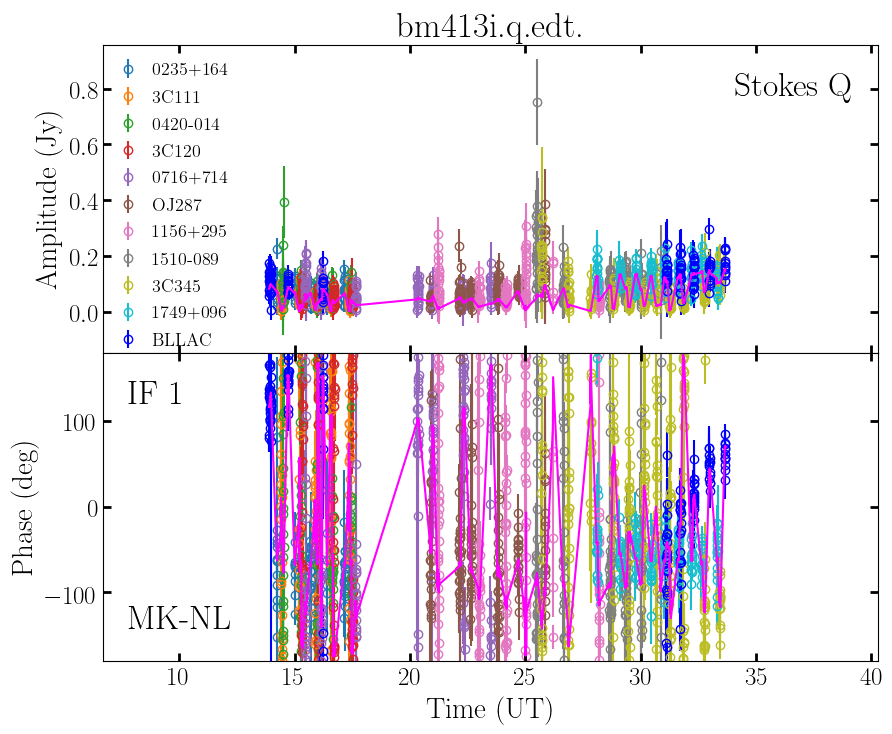 bm413i.q.edt.
Stokes Q
0235+164
3C111
0420-014
3C120
0716+714
OJ287
1156+295
1510-089
3C345
1749+096
BLLAC
Amplitude (Jy)
0.8
0.6
0.4
0.2
0.0
IF 1
MK-NL
Phase (deg)
100
0
−100
10 15 20 25 30 35 40
Time (UT)